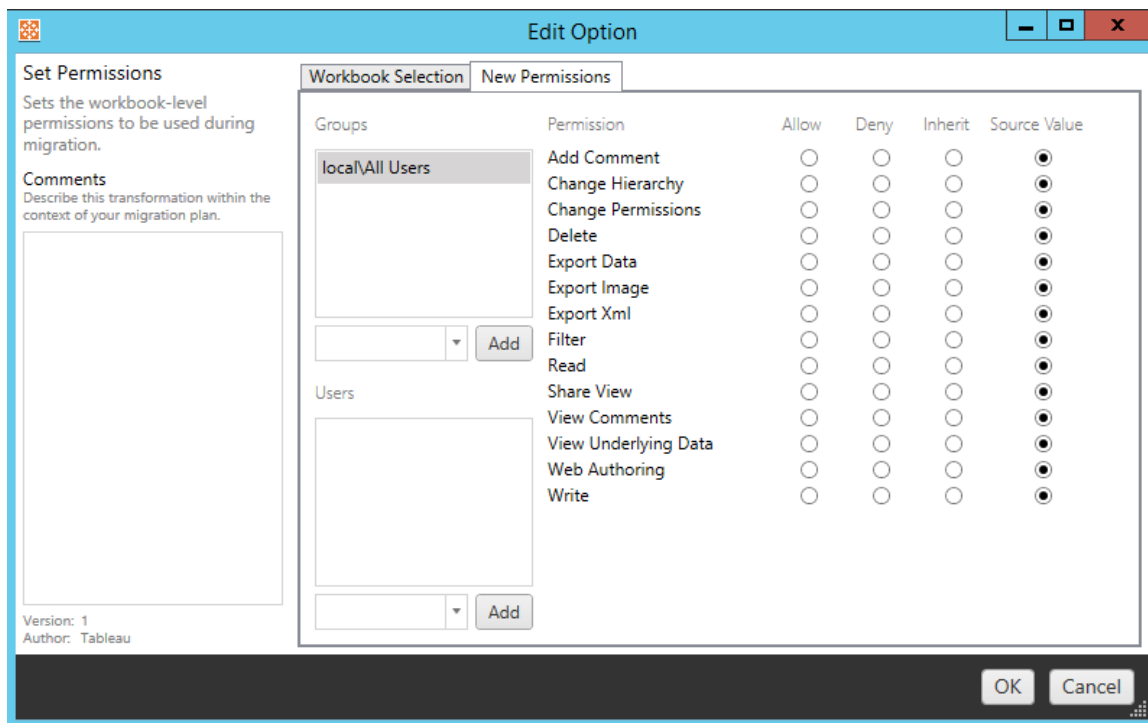 Edit Option
Set Permissions
Sets the workbook-level
permissions to be used during
migration.
Comments
Describe this transformation within the
context of your migration plan.
Version: 1
Author: Tableau
Workbook Selection
New Permissions
Groups
local\All Users
Add
Users
Add
Permission Allow Deny Inherit Source Value
Add Comment
Change Hierarchy
Change Permissions
Delete
Export Data
Export Image
Export Xml
Filter
Read
Share View
View Comments
View Underlying Data
Web Authoring
Write
OK
Cancel